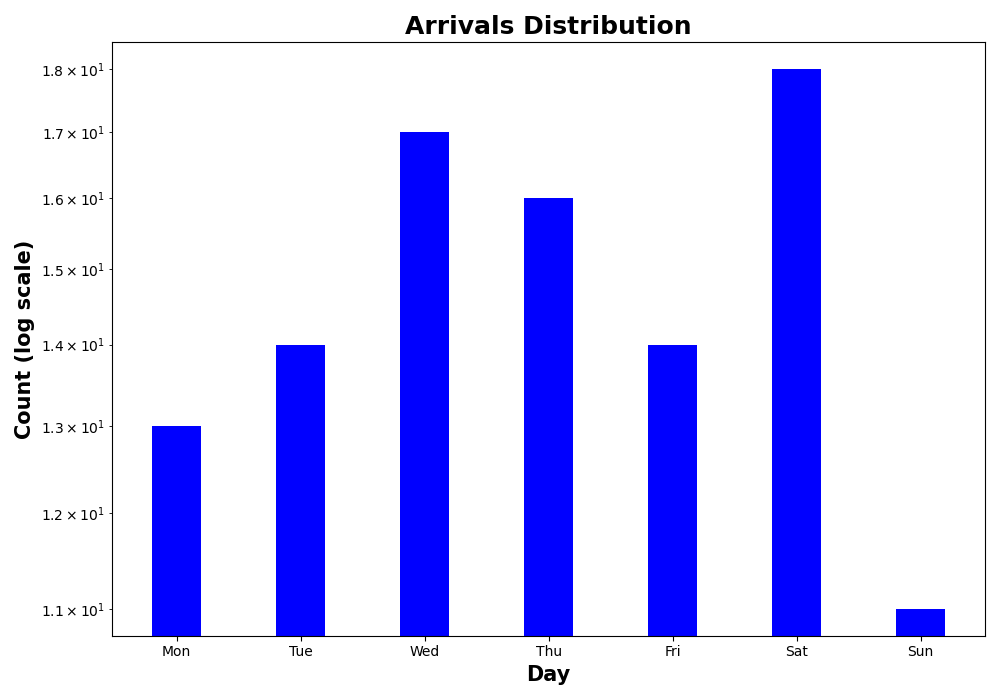 Arrivals Distribution
Count (log scale)
1.8 × 10¹
1.7 × 10¹
1.6 × 10¹
1.5 × 10¹
1.4 × 10¹
1.3 × 10¹
1.2 × 10¹
1.1 × 10¹
Mon Tue Wed Thu Fri Sat Sun
Day